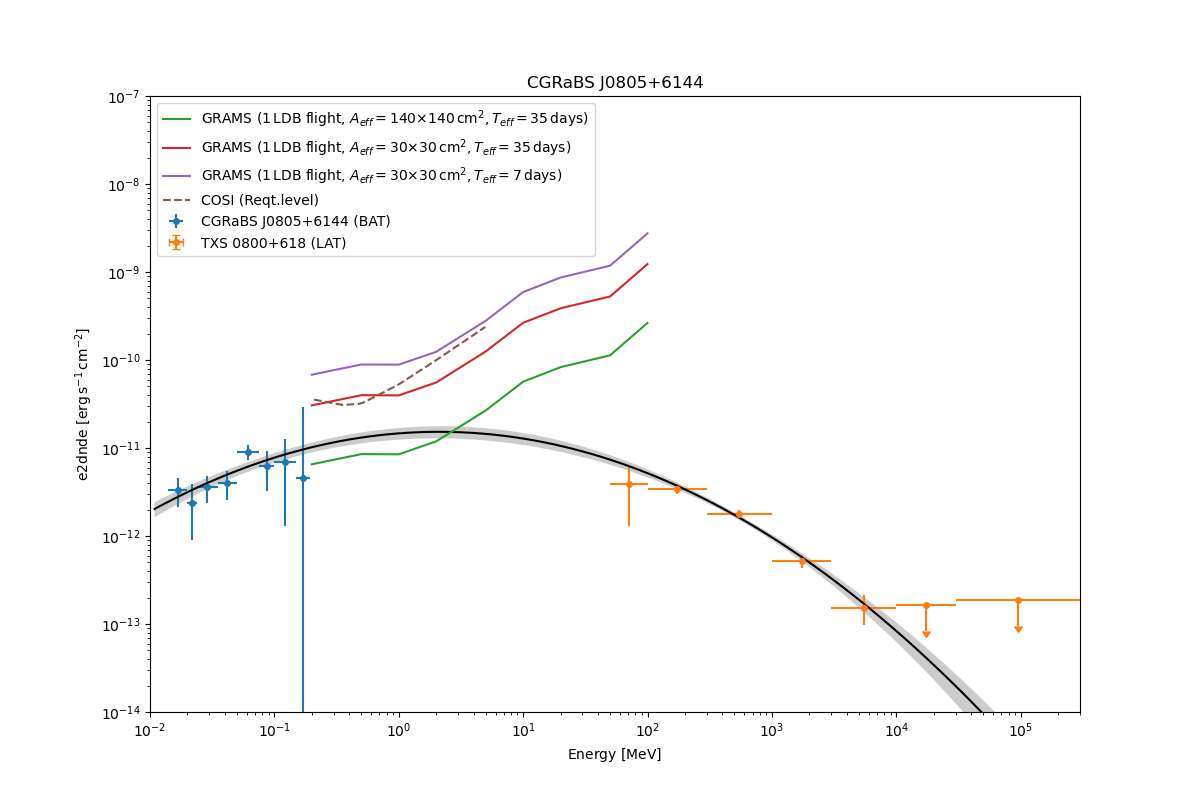 CGRaBS J0805+6144
GRAMS (1 LDB flight, A_eff = 140×140 cm², T_eff = 35 days)
GRAMS (1 LDB flight, A_eff = 30×30 cm², T_eff = 35 days)
GRAMS (1 LDB flight, A_eff = 30×30 cm², T_eff = 7 days)
COSI (Reqt.level)
CGRaBS J0805+6144 (BAT)
TXS 0800+618 (LAT)
e2dnde [erg s⁻¹ cm⁻²]
10⁻⁷
10⁻⁸
10⁻⁹
10⁻¹⁰
10⁻¹¹
10⁻¹²
10⁻¹³
10⁻¹⁴
10⁻² 10⁻¹ 10⁰ 10¹ 10² 10³ 10⁴ 10⁵
Energy [MeV]